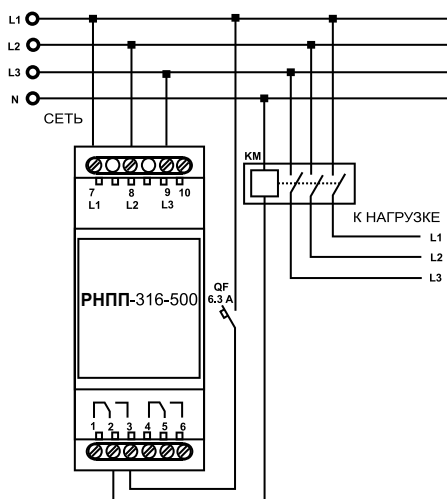 L1
L2
L3
N
СЕТЬ
KM
7 8 9 10
L1 L2 L3
К НАГРУЗКЕ
L1
L2
L3
QF
6.3 А
РНПП-316-500
1 2 3 4 5 6